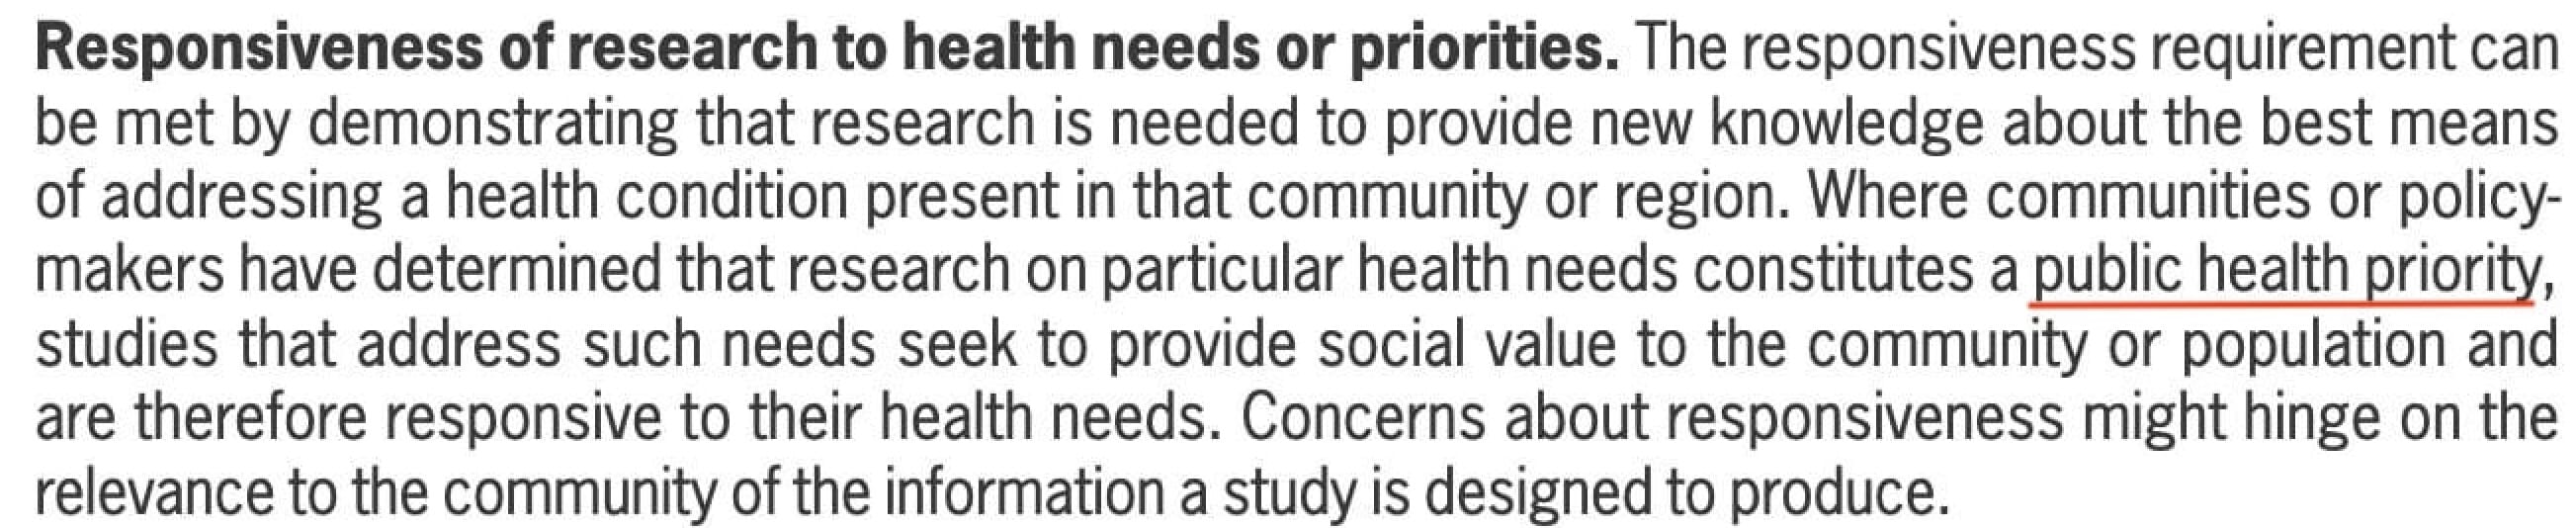 Responsiveness of research to health needs or priorities. The responsiveness requirement can
be met by demonstrating that research is needed to provide new knowledge about the best means
of addressing a health condition present in that community or region. Where communities or policy-
makers have determined that research on particular health needs constitutes a public health priority,
studies that address such needs seek to provide social value to the community or population and
are therefore responsive to their health needs. Concerns about responsiveness might hinge on the
relevance to the community of the information a study is designed to produce.